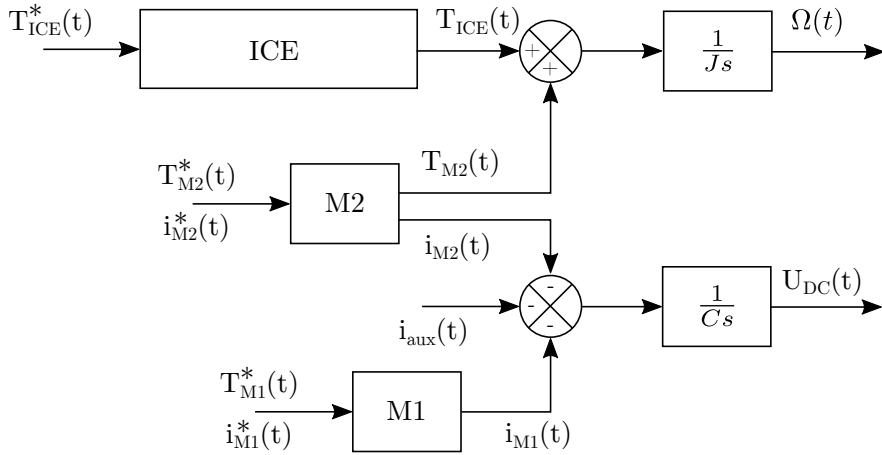 T*ICE(t)
ICE
TICE(t)
+
+
1
Js
Ω(t)
T*M2(t)
i*M2(t)
M2
TM2(t)
iM2(t)
-
-
-
iaux(t)
1
Cs
UDC(t)
T*M1(t)
i*M1(t)
M1
iM1(t)